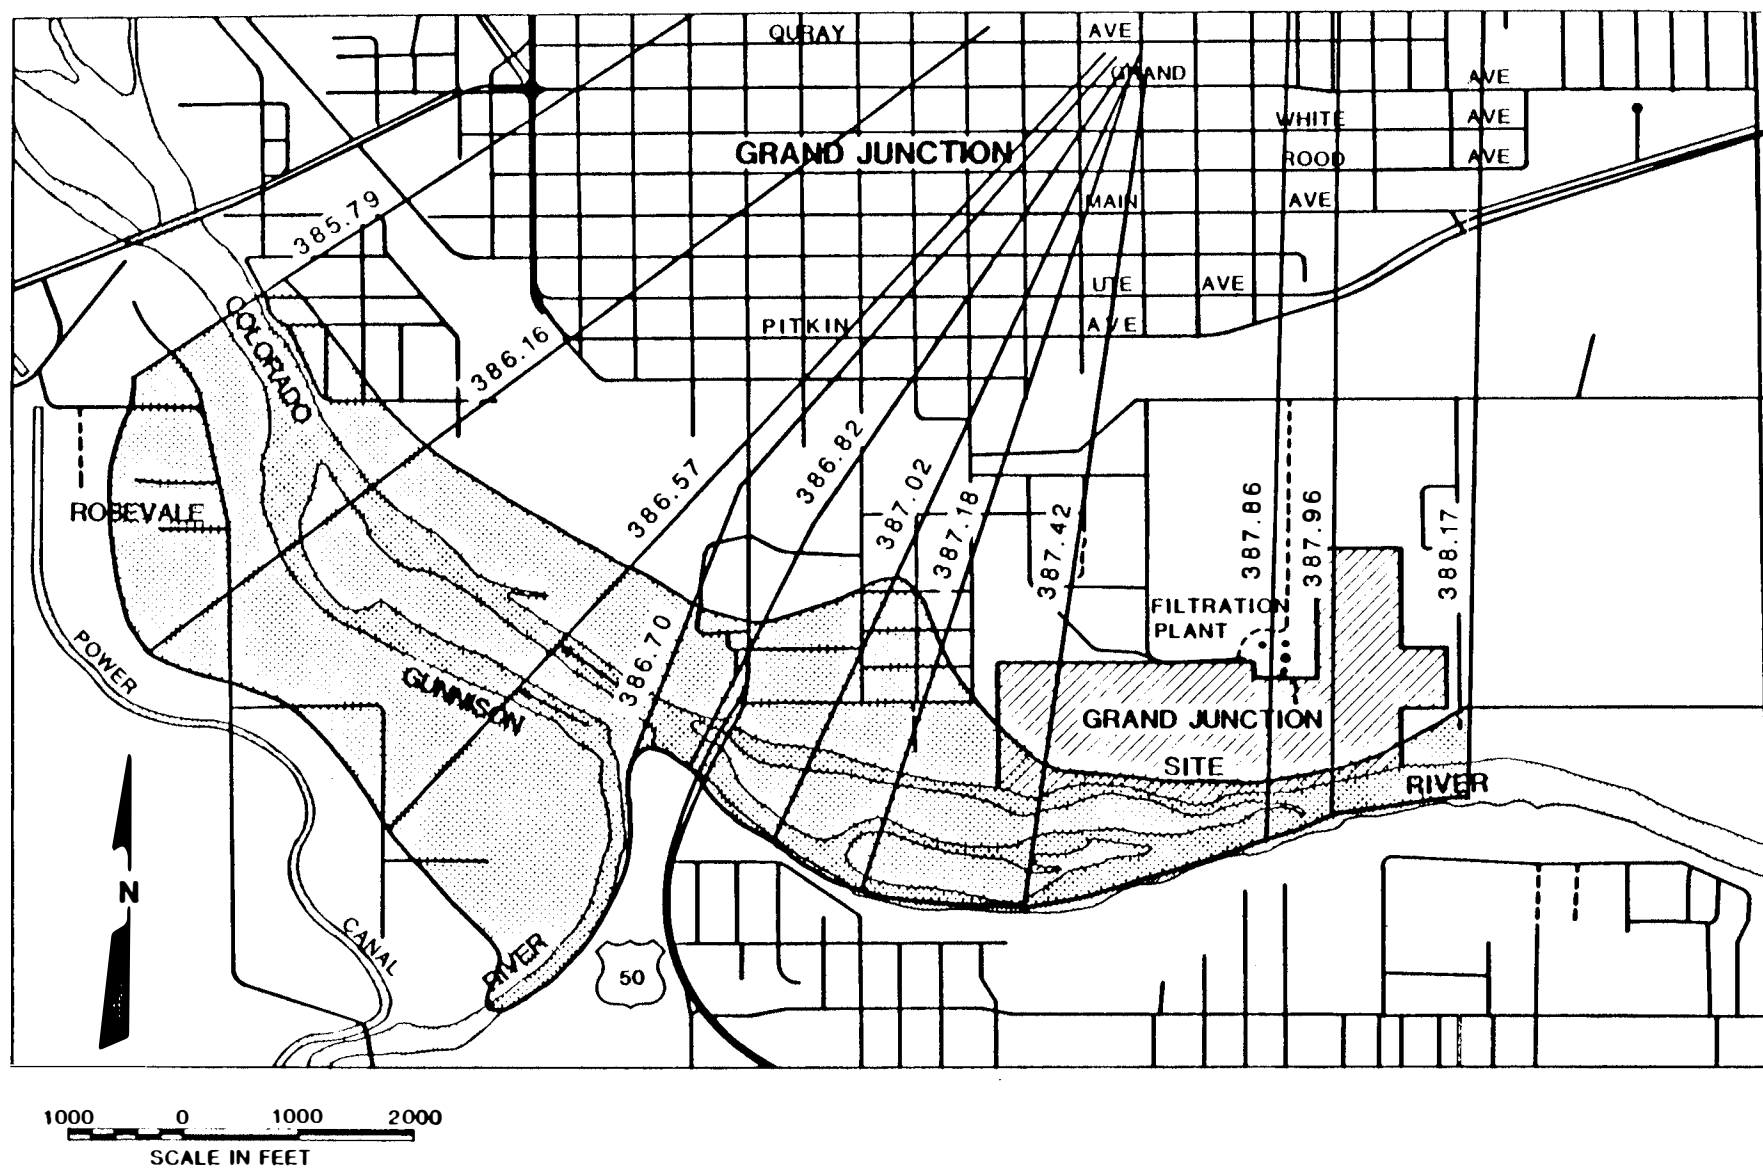 QURAY AVE
GRAND AVE
WHITE AVE
GRAND JUNCTION
ROOD AVE
MAIN AVE
385.79
UTE AVE
PITKIN AVE
COLORADO
386.16
386.57
386.82
387.02
387.18
387.42
387.86
387.96
388.17
ROSEVALE
FILTRATION
PLANT
POWER
386.70
GUNNISON
GRAND JUNCTION
SITE
RIVER
N
CANAL
RIVER
50
1000 0 1000 2000
SCALE IN FEET